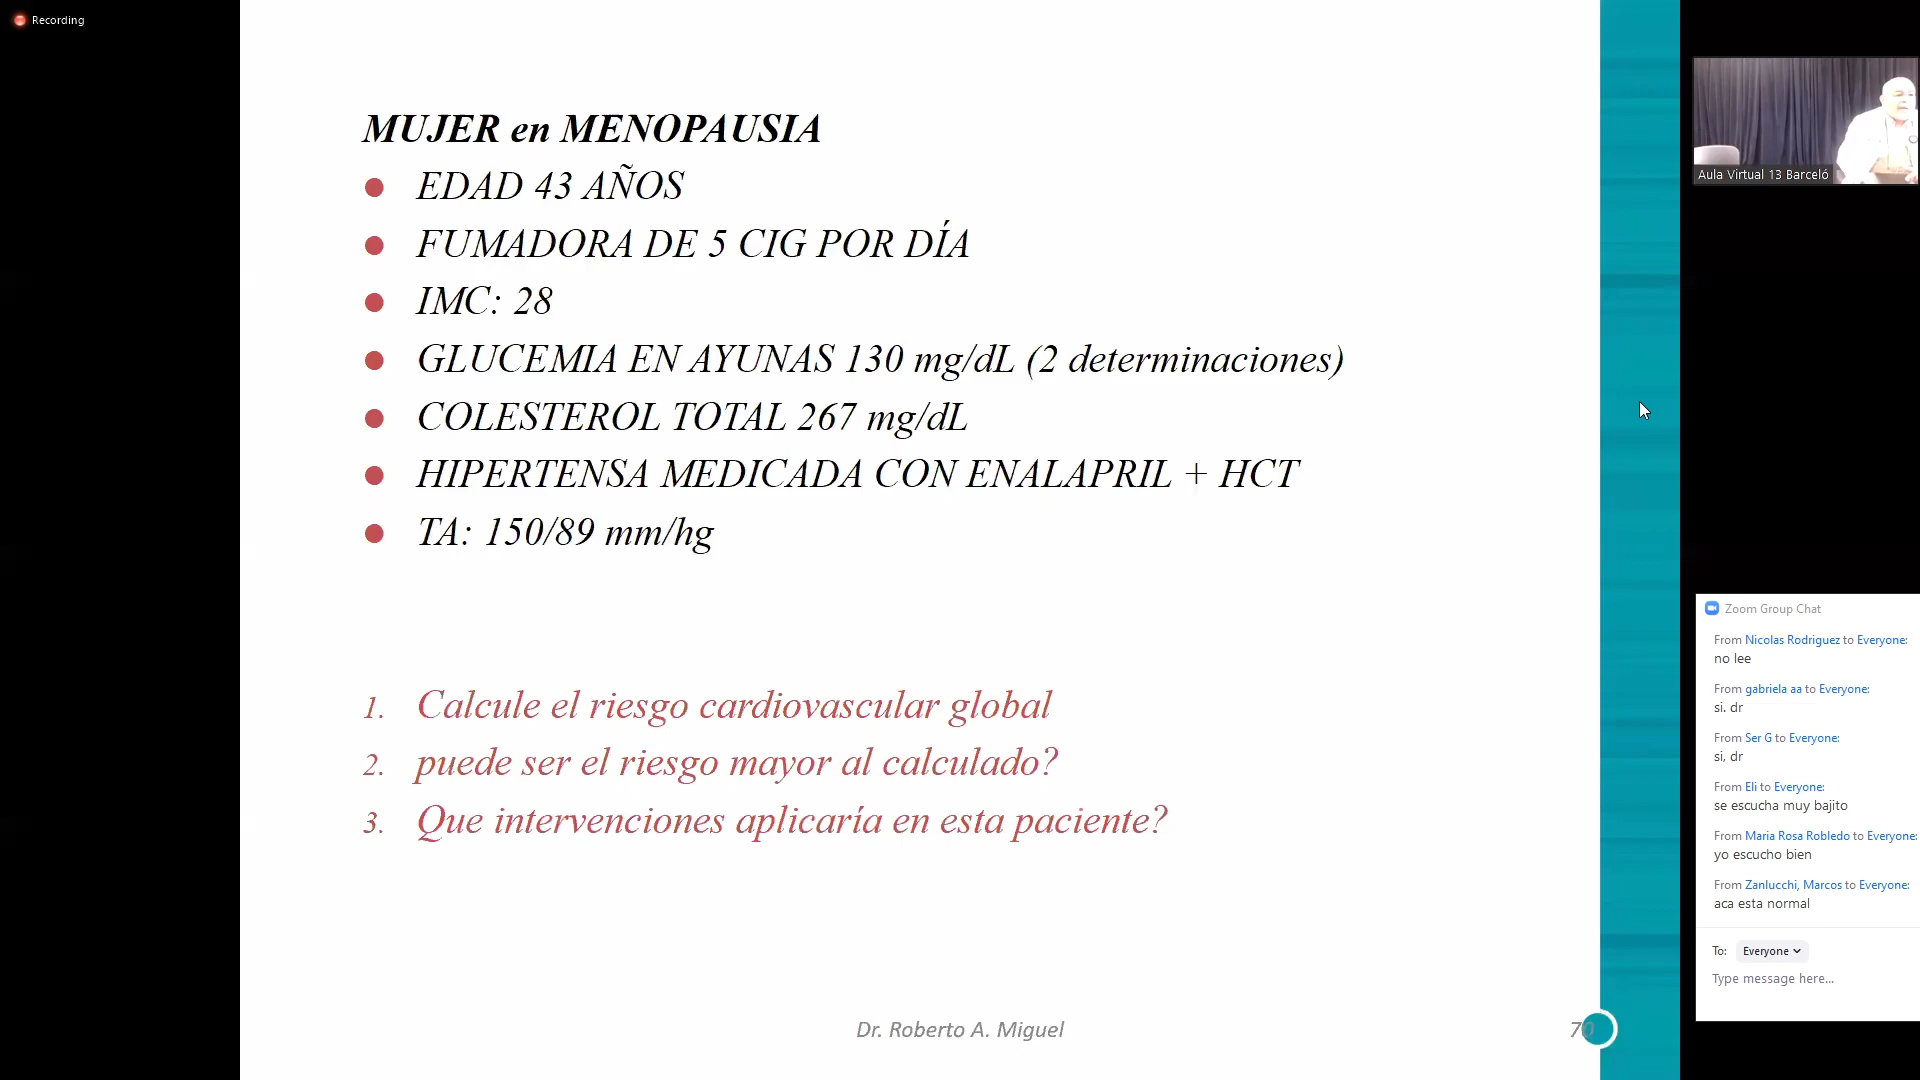 Recording
MUJER en MENOPAUSIA
EDAD 43 AÑOS
FUMADORA DE 5 CIG POR DÍA
IMC: 28
GLUCEMIA EN AYUNAS 130 mg/dL (2 determinaciones)
COLESTEROL TOTAL 267 mg/dL
HIPERTENSA MEDICADA CON ENALAPRIL + HCT
TA: 150/89 mm/hg
1. Calcule el riesgo cardiovascular global
2. puede ser el riesgo mayor al calculado?
3. Que intervenciones aplicaría en esta paciente?
Dr. Roberto A. Miguel
70
Aula Virtual 13 Barceló
Zoom Group Chat
From Nicolas Rodriguez to Everyone:
no lee
From gabriela aa to Everyone:
si. dr
From Ser G to Everyone:
si, dr
From Eli to Everyone:
se escucha muy bajito
From Maria Rosa Robledo to Everyone:
yo escucho bien
From Zanlucchi, Marcos to Everyone:
aca esta normal
To: Everyone
Type message here...